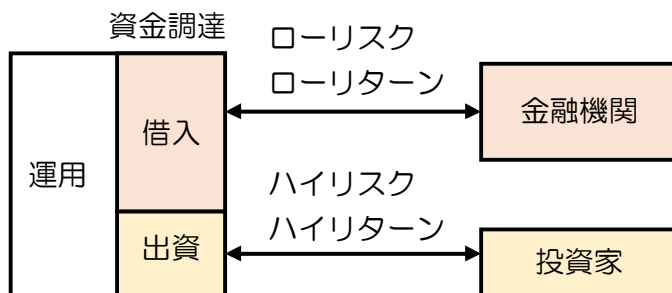 資金調達
ローリスク
ローリターン
借入
金融機関
運用
ハイリスク
ハイリターン
出資
投資家